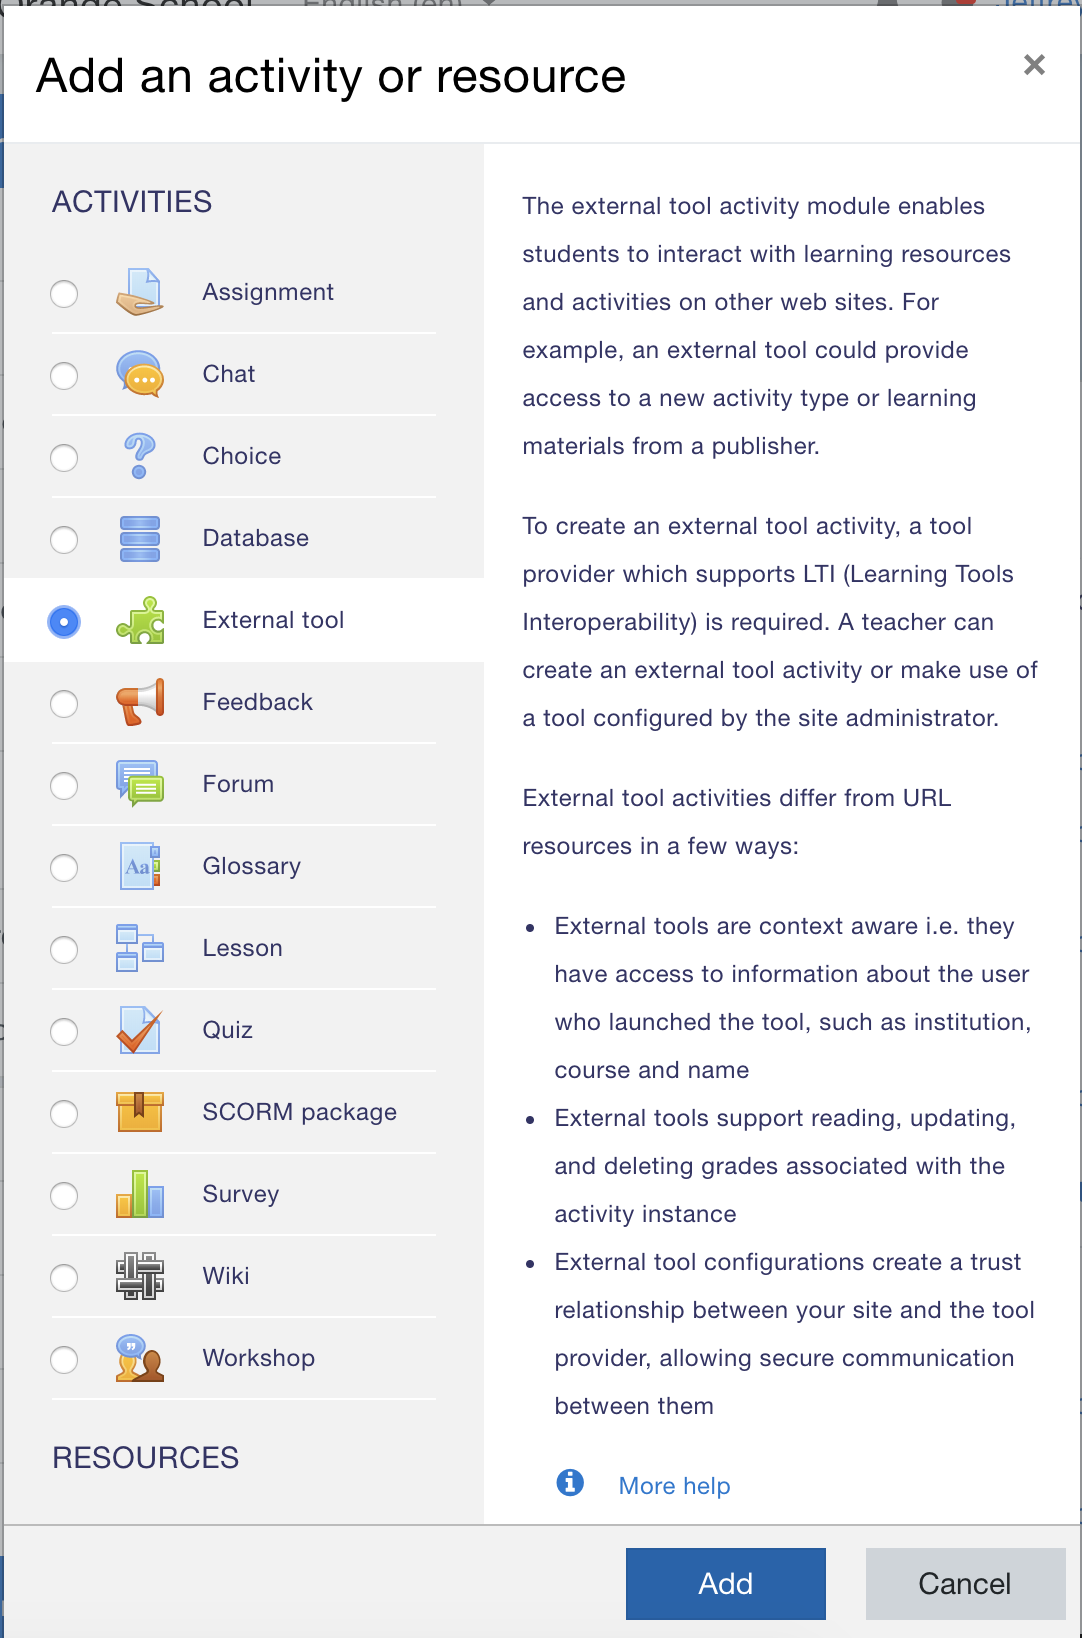 Orange School English (en) Jeffrey
Add an activity or resource ×
ACTIVITIES
Assignment
Chat
Choice
Database
External tool
Feedback
Forum
Aa Glossary
Lesson
Quiz
SCORM package
Survey
Wiki
Workshop
RESOURCES
The external tool activity module enables
students to interact with learning resources
and activities on other web sites. For
example, an external tool could provide
access to a new activity type or learning
materials from a publisher.
To create an external tool activity, a tool
provider which supports LTI (Learning Tools
Interoperability) is required. A teacher can
create an external tool activity or make use of
a tool configured by the site administrator.
External tool activities differ from URL
resources in a few ways:
• External tools are context aware i.e. they
have access to information about the user
who launched the tool, such as institution,
course and name
• External tools support reading, updating,
and deleting grades associated with the
activity instance
• External tool configurations create a trust
relationship between your site and the tool
provider, allowing secure communication
between them
More help
Add Cancel